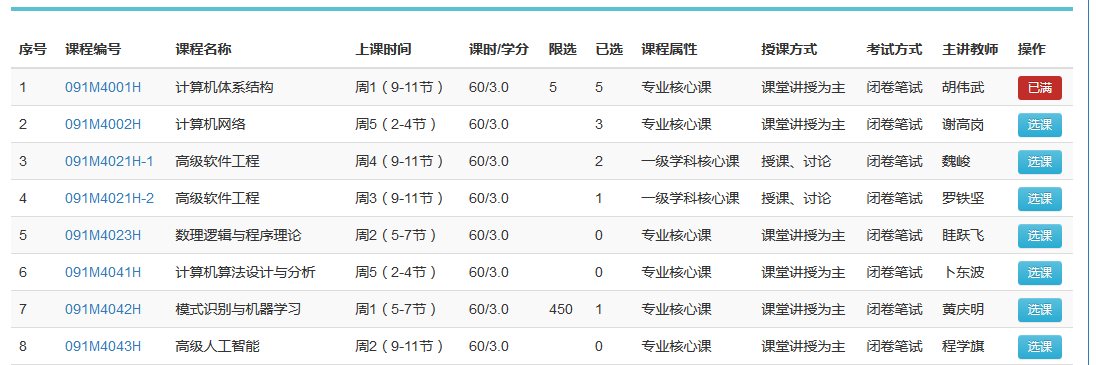 序号 课程编号 课程名称 上课时间 课时/学分 限选 已选 课程属性 授课方式 考试方式 主讲教师 操作
1 091M4001H 计算机体系结构 周1（9-11节） 60/3.0 5 5 专业核心课 课堂讲授为主 闭卷笔试 胡伟武 已满
2 091M4002H 计算机网络 周5（2-4节） 60/3.0 3 专业核心课 课堂讲授为主 闭卷笔试 谢高岗 选课
3 091M4021H-1 高级软件工程 周4（9-11节） 60/3.0 2 一级学科核心课 授课、讨论 闭卷笔试 魏峻 选课
4 091M4021H-2 高级软件工程 周3（9-11节） 60/3.0 1 一级学科核心课 授课、讨论 闭卷笔试 罗铁坚 选课
5 091M4023H 数理逻辑与程序理论 周2（5-7节） 60/3.0 0 专业核心课 课堂讲授为主 闭卷笔试 眭跃飞 选课
6 091M4041H 计算机算法设计与分析 周5（2-4节） 60/3.0 0 专业核心课 课堂讲授为主 闭卷笔试 卜东波 选课
7 091M4042H 模式识别与机器学习 周1（5-7节） 60/3.0 450 1 专业核心课 课堂讲授为主 闭卷笔试 黄庆明 选课
8 091M4043H 高级人工智能 周2（9-11节） 60/3.0 0 专业核心课 课堂讲授为主 闭卷笔试 程学旗 选课